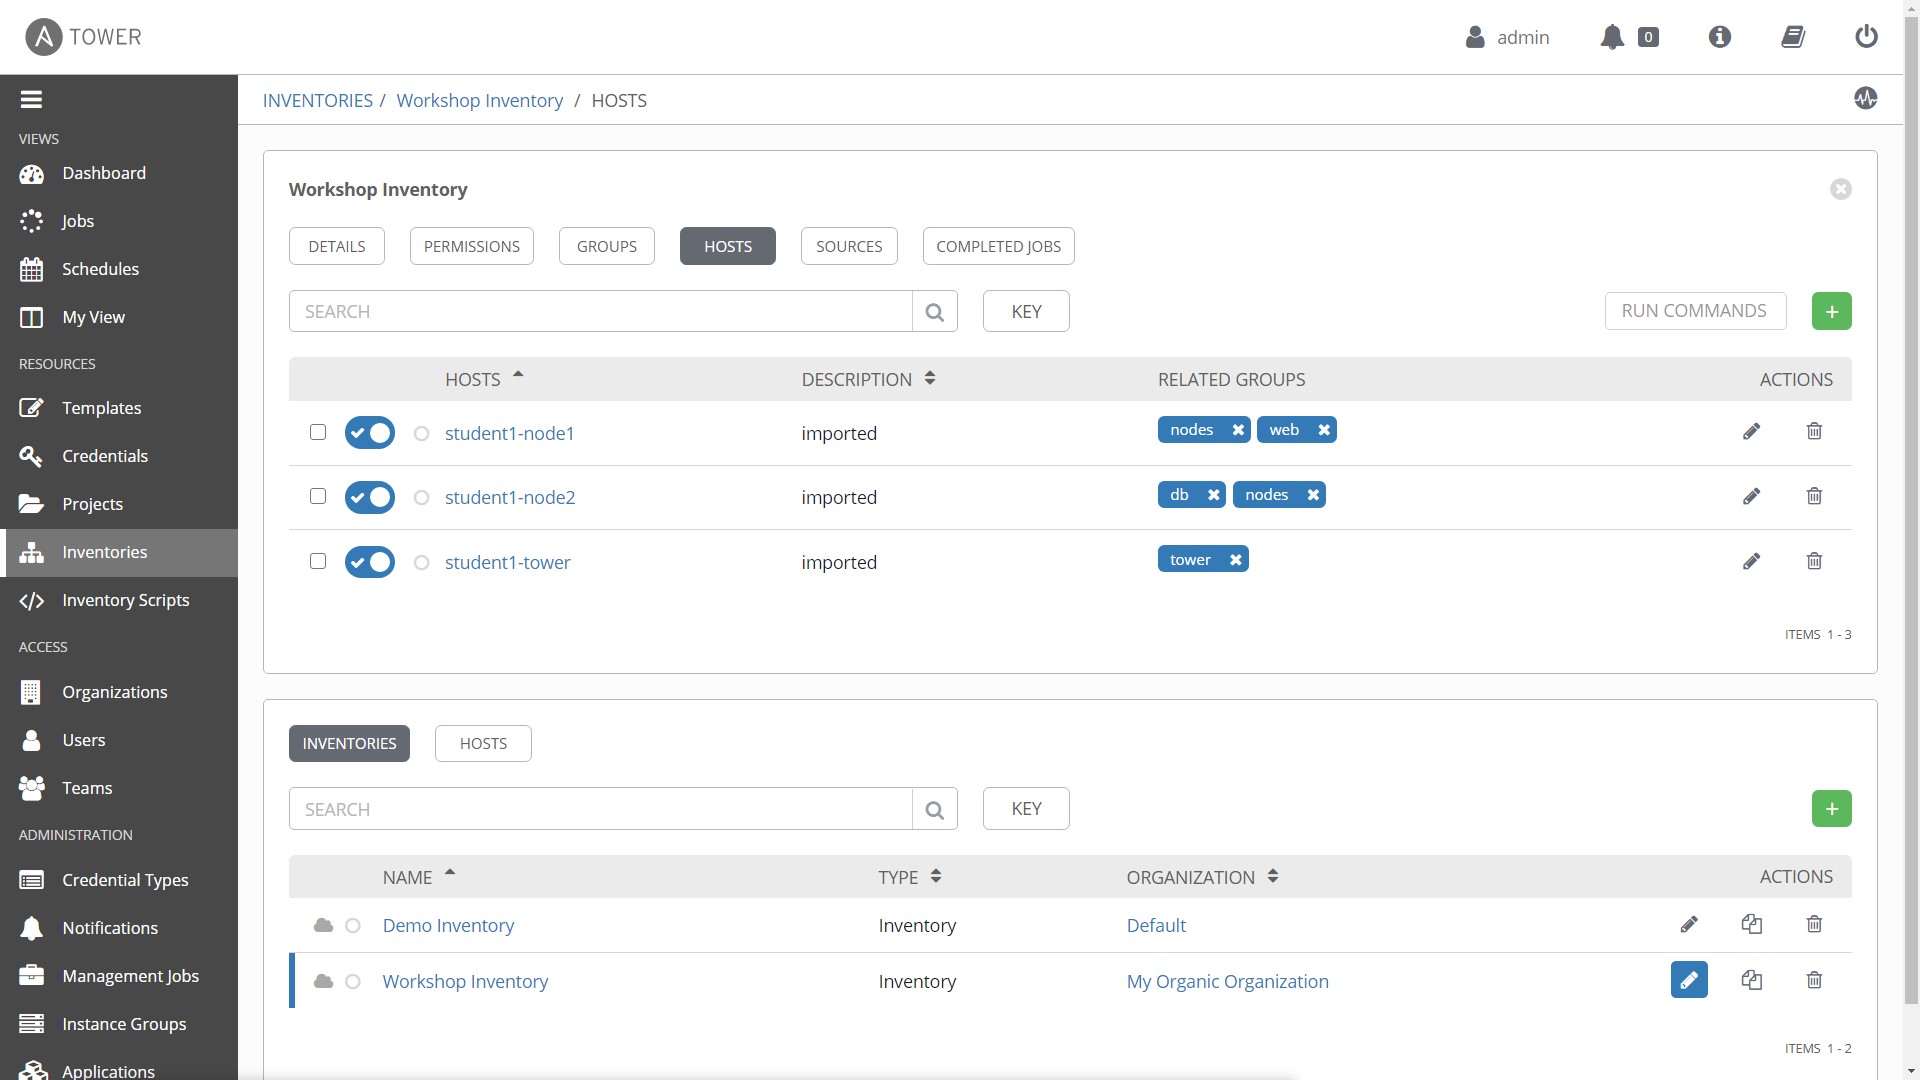 TOWER
admin
0
INVENTORIES / Workshop Inventory / HOSTS
VIEWS
Dashboard
Jobs
Schedules
My View
RESOURCES
Templates
Credentials
Projects
Inventories
Inventory Scripts
ACCESS
Organizations
Users
Teams
ADMINISTRATION
Credential Types
Notifications
Management Jobs
Instance Groups
Applications
Workshop Inventory
DETAILS PERMISSIONS GROUPS HOSTS SOURCES COMPLETED JOBS
SEARCH KEY RUN COMMANDS +
HOSTS DESCRIPTION RELATED GROUPS ACTIONS
student1-node1 imported nodes web
student1-node2 imported db nodes
student1-tower imported tower
ITEMS 1 - 3
INVENTORIES HOSTS
SEARCH KEY +
NAME TYPE ORGANIZATION ACTIONS
Demo Inventory Inventory Default
Workshop Inventory Inventory My Organic Organization
ITEMS 1 - 2